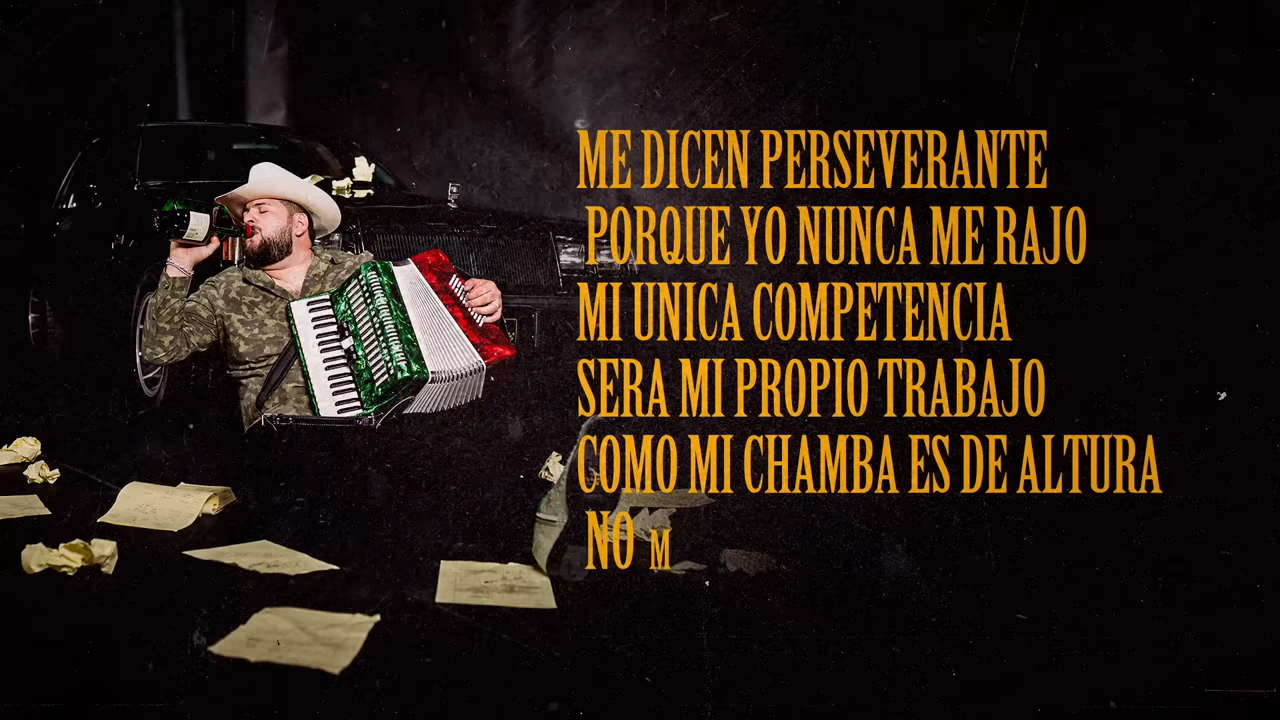 ME DICEN PERSEVERANTE
PORQUE YO NUNCA ME RAJO
MI UNICA COMPETENCIA
SERA MI PROPIO TRABAJO
COMO MI CHAMBA ES DE ALTURA
NO M